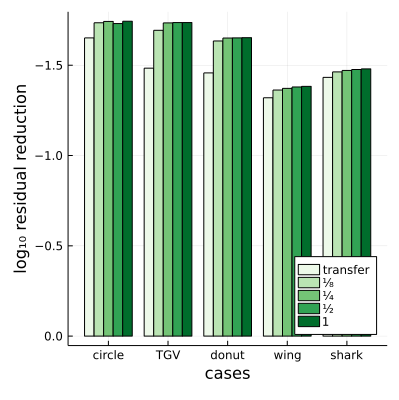 log₁₀ residual reduction
−1.5
−1.0
−0.5
0.0
transfer
⅛
¼
½
1
circle TGV donut wing shark
cases